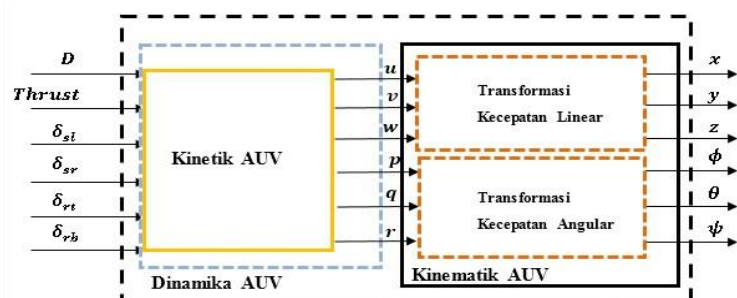 D
Thrust
δsl
δsr
δrt
δrb
Kinetik AUV
Dinamika AUV
u
v
w
p
q
r
Transformasi
Kecepatan Linear
Transformasi
Kecepatan Angular
Kinematik AUV
x
y
z
ϕ
θ
ψ